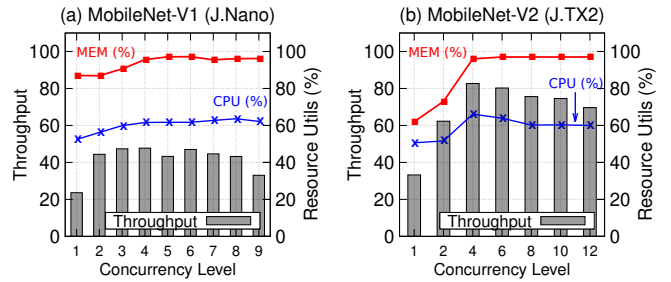 (a) MobileNet-V1 (J.Nano)
Throughput
100
80
60
40
20
0
MEM (%)
CPU (%)
Throughput
100
80
60
40
20
0
Resource Utils (%)
1 2 3 4 5 6 7 8 9
Concurrency Level
(b) MobileNet-V2 (J.TX2)
Throughput
100
80
60
40
20
0
MEM (%)
CPU (%)
Throughput
100
80
60
40
20
0
Resource Utils (%)
1 2 4 6 8 10 12
Concurrency Level